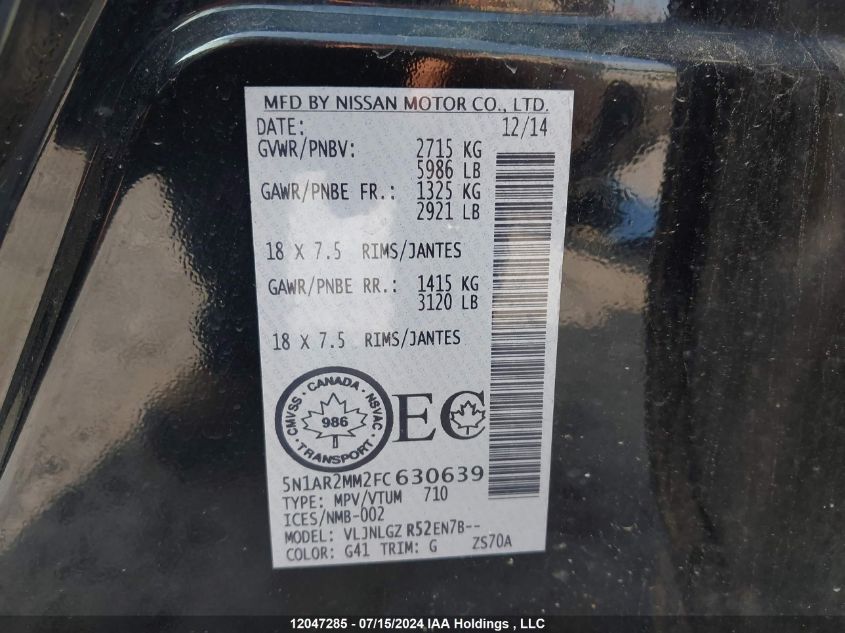 MFD BY NISSAN MOTOR CO., LTD.
DATE: 12/14
GVWR/PNBV: 2715 KG
5986 LB
GAWR/PNBE FR.: 1325 KG
2921 LB
18 X 7.5 RIMS/JANTES
GAWR/PNBE RR.: 1415 KG
3120 LB
18 X 7.5 RIMS/JANTES
CMVSS · CANADA · NSVAC
986
TRANSPORT
EC
5N1AR2MM2FC630639
TYPE: MPV/VTUM 710
ICES/NMB-002
MODEL: VLJNLGZ R52EN7B--
COLOR: G41 TRIM: G ZS70A
12047285 - 07/15/2024 IAA Holdings , LLC